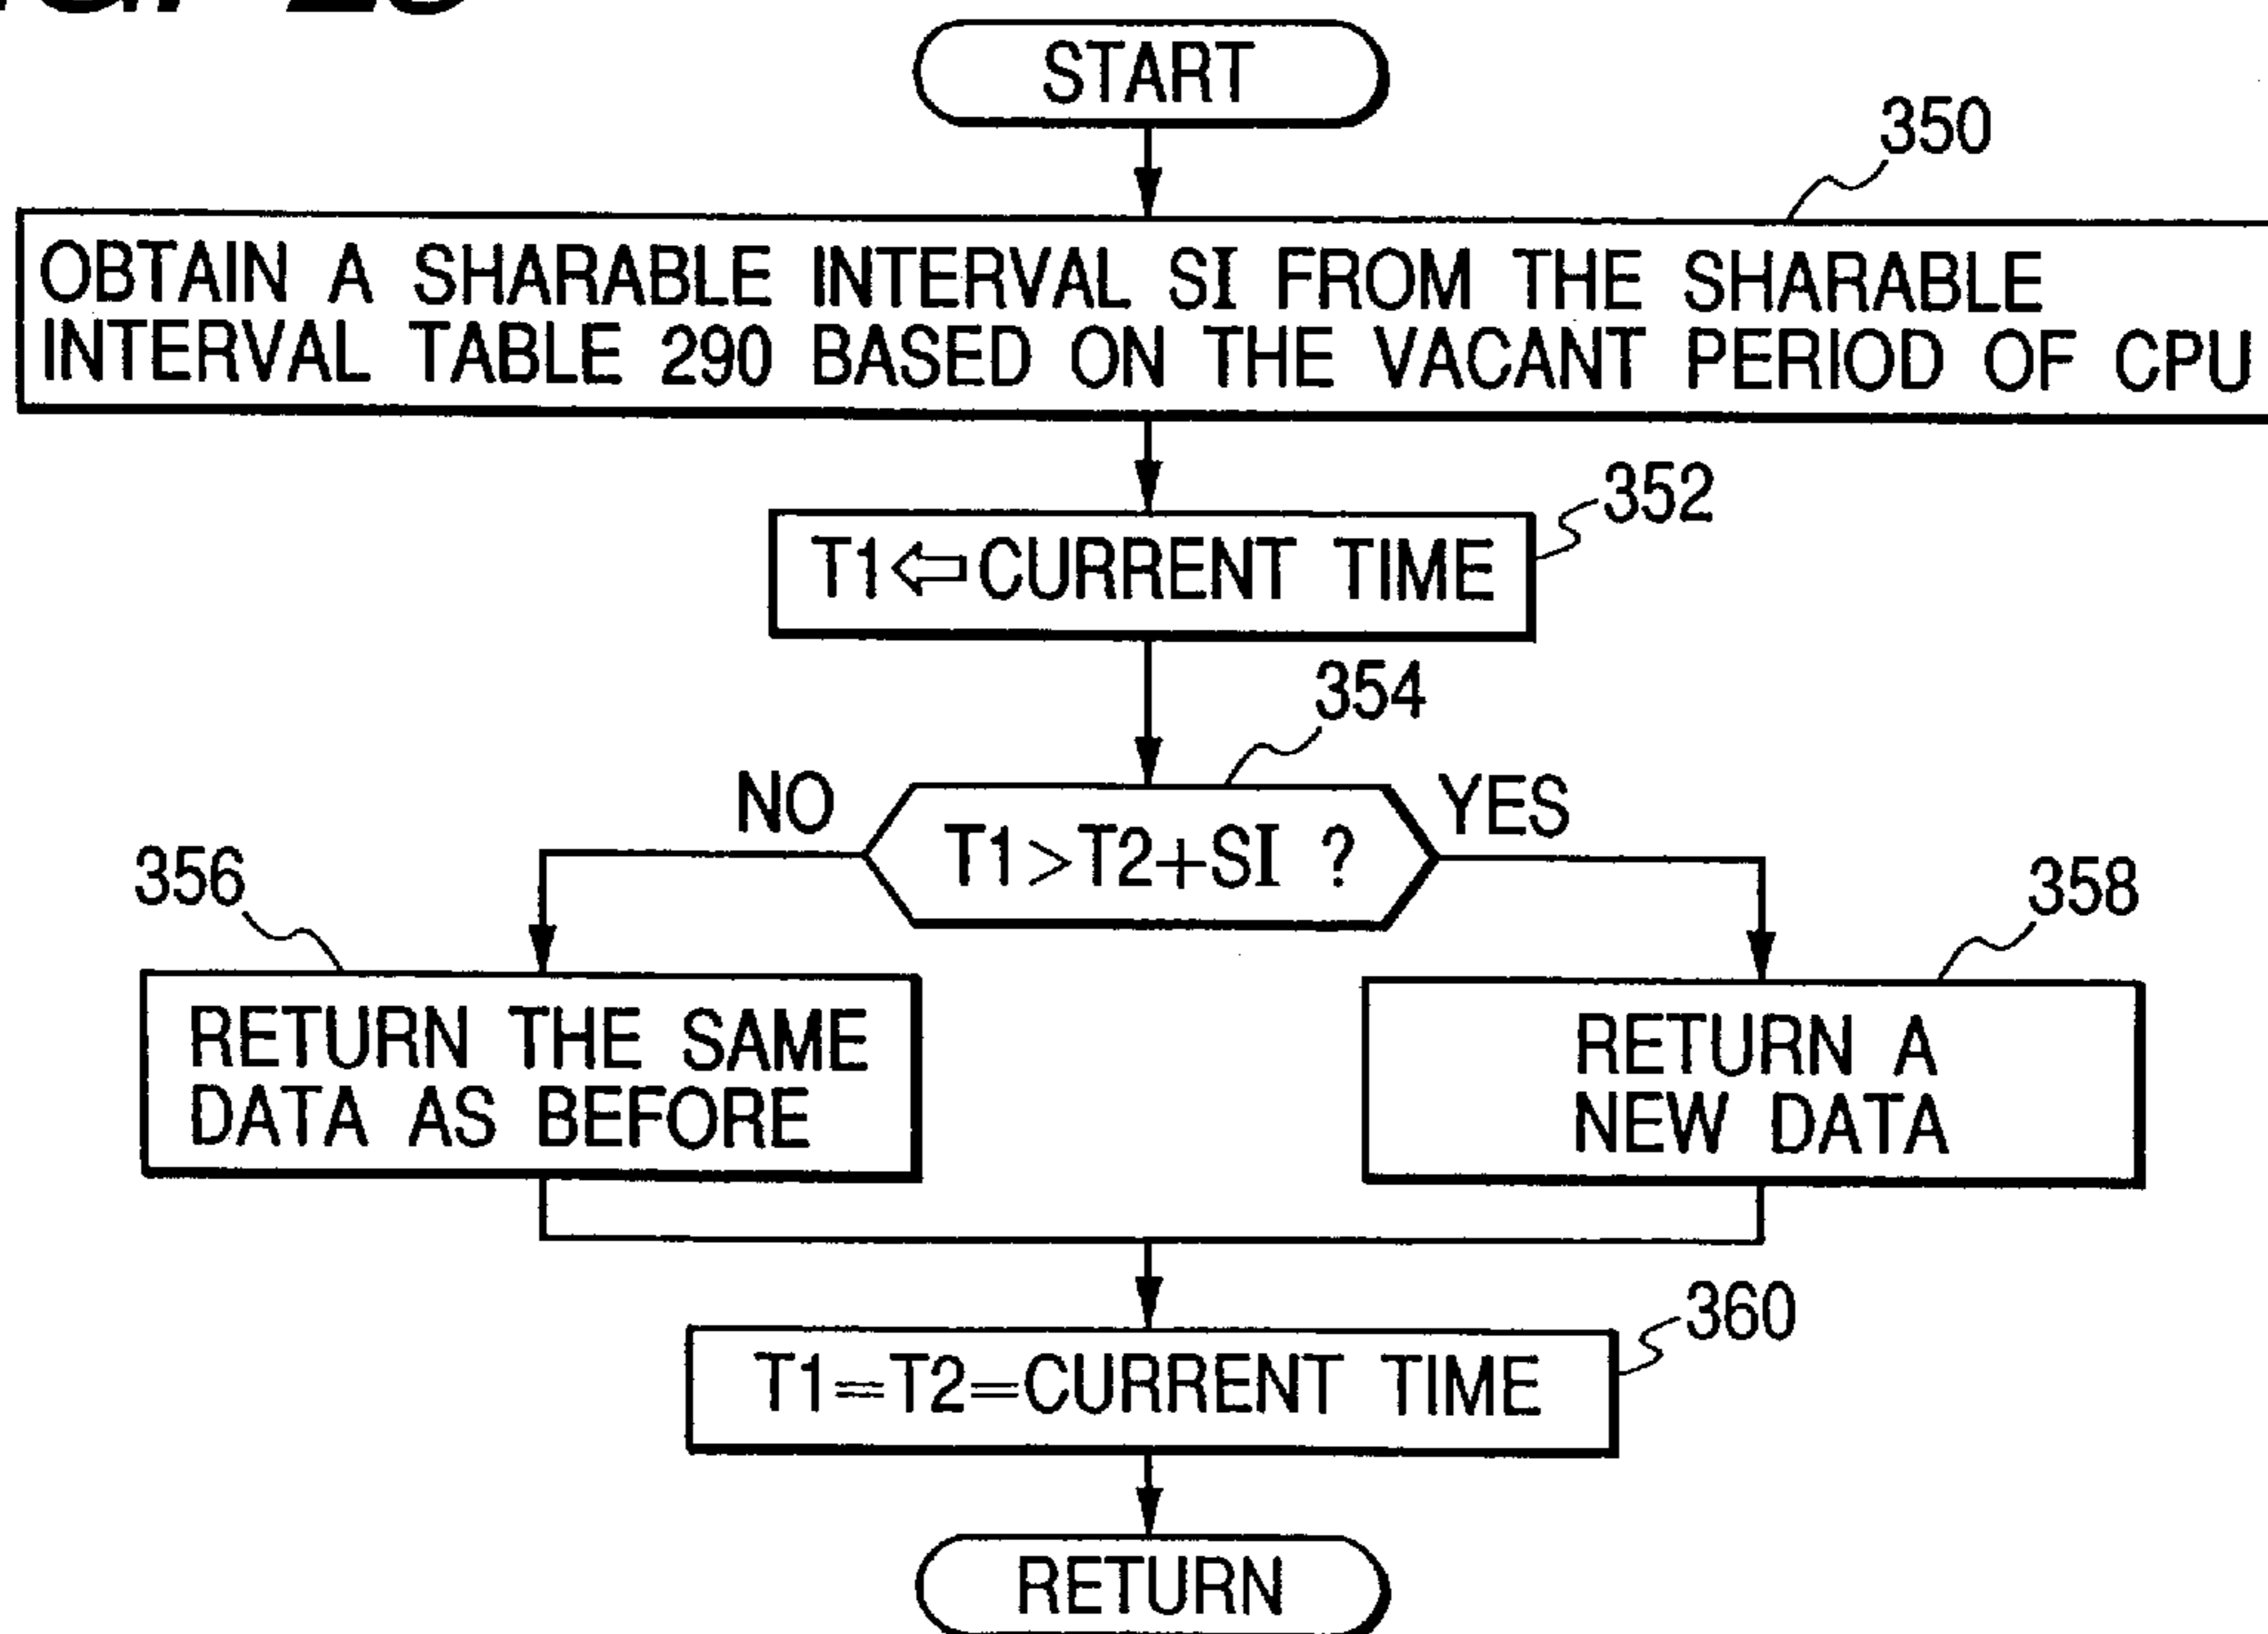 START
350
OBTAIN A SHARABLE INTERVAL SI FROM THE SHARABLE
INTERVAL TABLE 290 BASED ON THE VACANT PERIOD OF CPU
352
T1⇐CURRENT TIME
354
NO
YES
T1>T2+SI ?
356
358
RETURN THE SAME
DATA AS BEFORE
RETURN A
NEW DATA
360
T1=T2=CURRENT TIME
RETURN